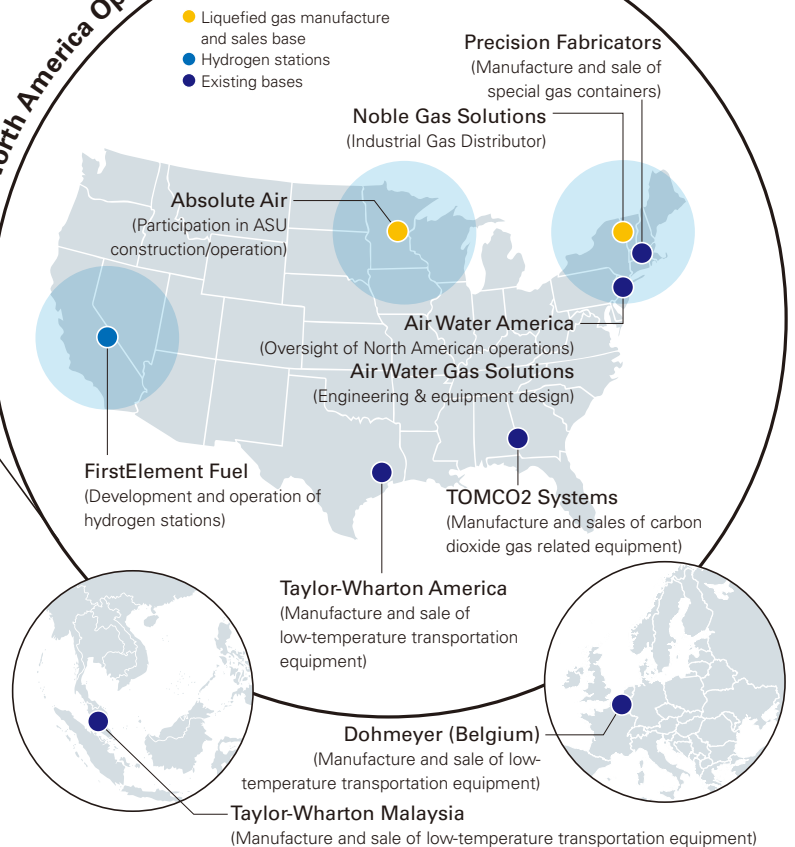 North America Op
Liquefied gas manufacture
and sales base
Hydrogen stations
Existing bases
Precision Fabricators
(Manufacture and sale of
special gas containers)
Noble Gas Solutions
(Industrial Gas Distributor)
Absolute Air
(Participation in ASU
construction/operation)
Air Water America
(Oversight of North American operations)
Air Water Gas Solutions
(Engineering & equipment design)
FirstElement Fuel
(Development and operation of
hydrogen stations)
TOMCO2 Systems
(Manufacture and sales of carbon
dioxide gas related equipment)
Taylor-Wharton America
(Manufacture and sale of
low-temperature transportation
equipment)
Dohmeyer (Belgium)
(Manufacture and sale of low-
temperature transportation equipment)
Taylor-Wharton Malaysia
(Manufacture and sale of low-temperature transportation equipment)